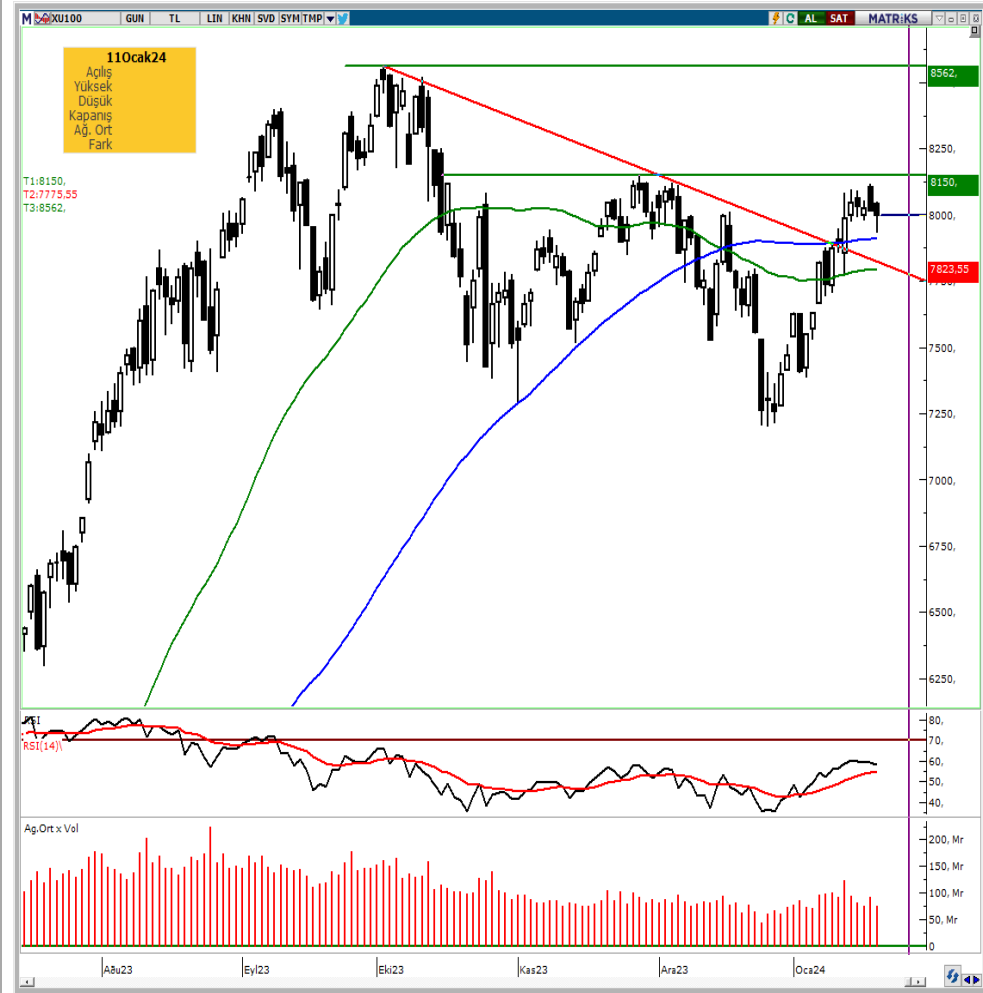 M XU100 GUN TL LIN KHN SVD SYM TMP C AL SAT MATRiKS
11Ocak24
Açılış
Yüksek
Düşük
Kapanış
Ağ. Ort
Fark
T1:8150,
T2:7775,55
T3:8562,
8562,
8250,
8150,
8000,
7823,55
7500,
7250,
7000,
6750,
6500,
6250,
RSI
RSI(14)\
80,
70,
60,
50,
40,
Ag.Ort x Vol
200, Mr
150, Mr
100, Mr
50, Mr
0
Aðu23 Eyl23 Eki23 Kas23 Ara23 Oca24